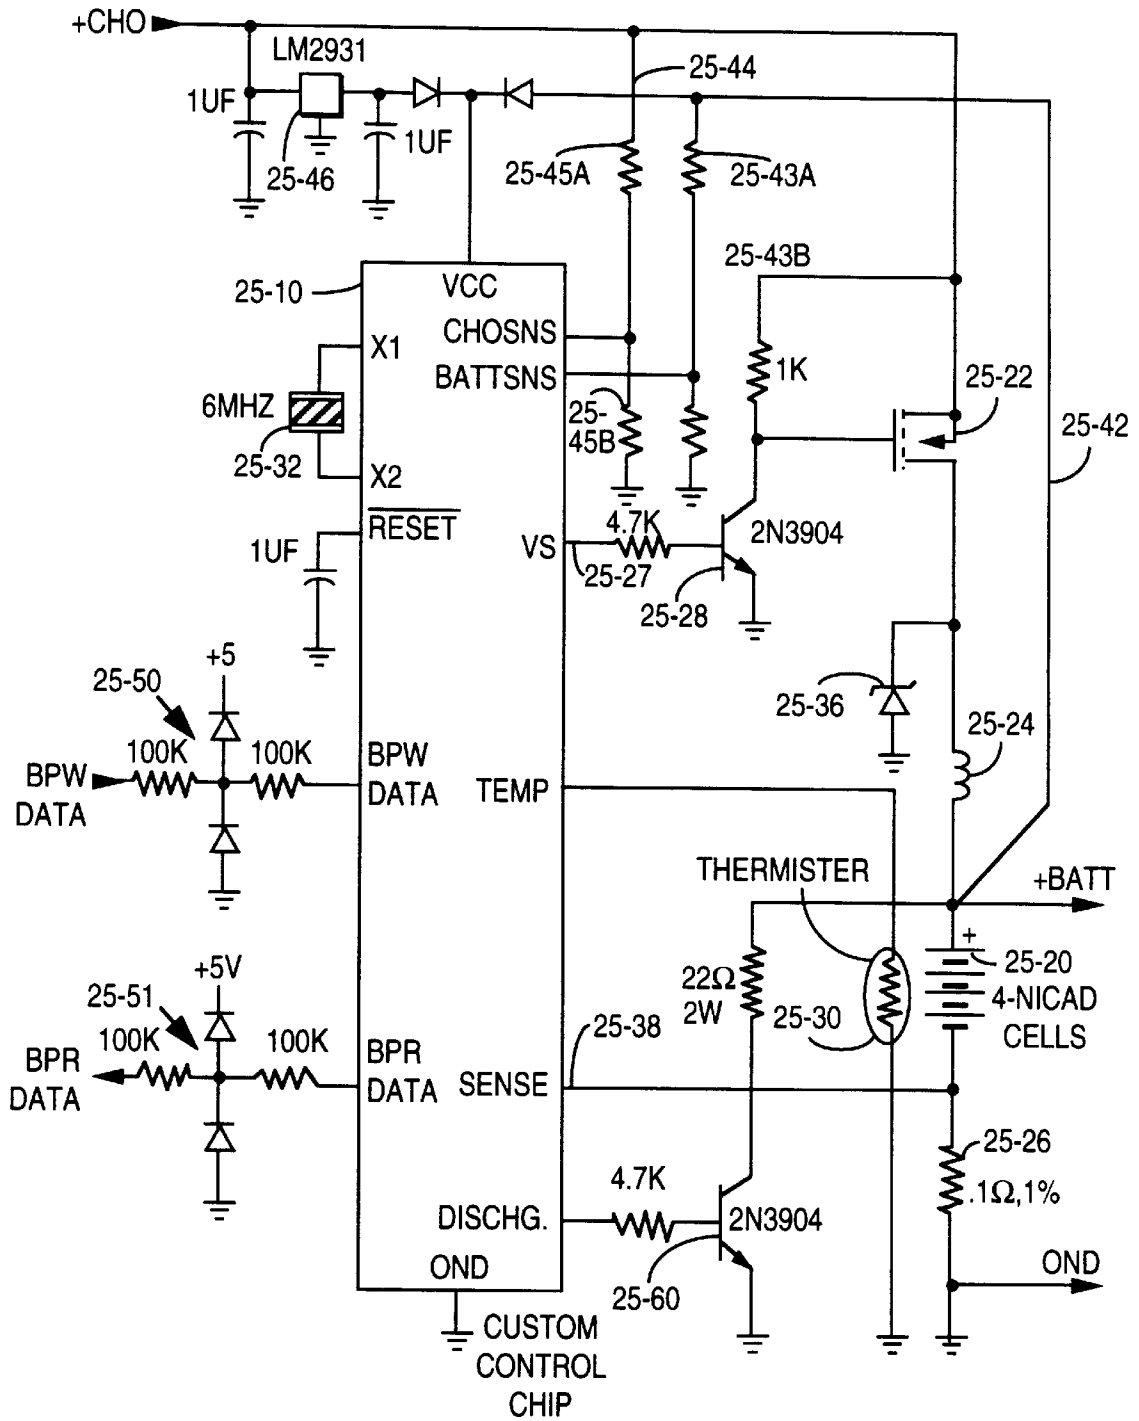 +CHO
LM2931
25-44
1UF
1UF
25-46
25-45A
25-43A
25-43B
25-10
VCC
CHOSNS
X1
BATTSNS
1K
25-22
6MHZ
25-
45B
25-42
25-32
X2
RESET
4.7K
2N3904
1UF
VS
25-27
25-28
+5
25-50
25-36
25-24
100K
100K
BPW
DATA
BPW
DATA
TEMP
THERMISTER
+BATT
+
25-20
4-NICAD
CELLS
22Ω
2W
25-30
+5V
25-51
25-38
100K
100K
BPR
DATA
BPR
DATA
SENSE
25-26
.1Ω,1%
4.7K
DISCHG.
2N3904
OND
25-60
OND
CUSTOM
CONTROL
CHIP